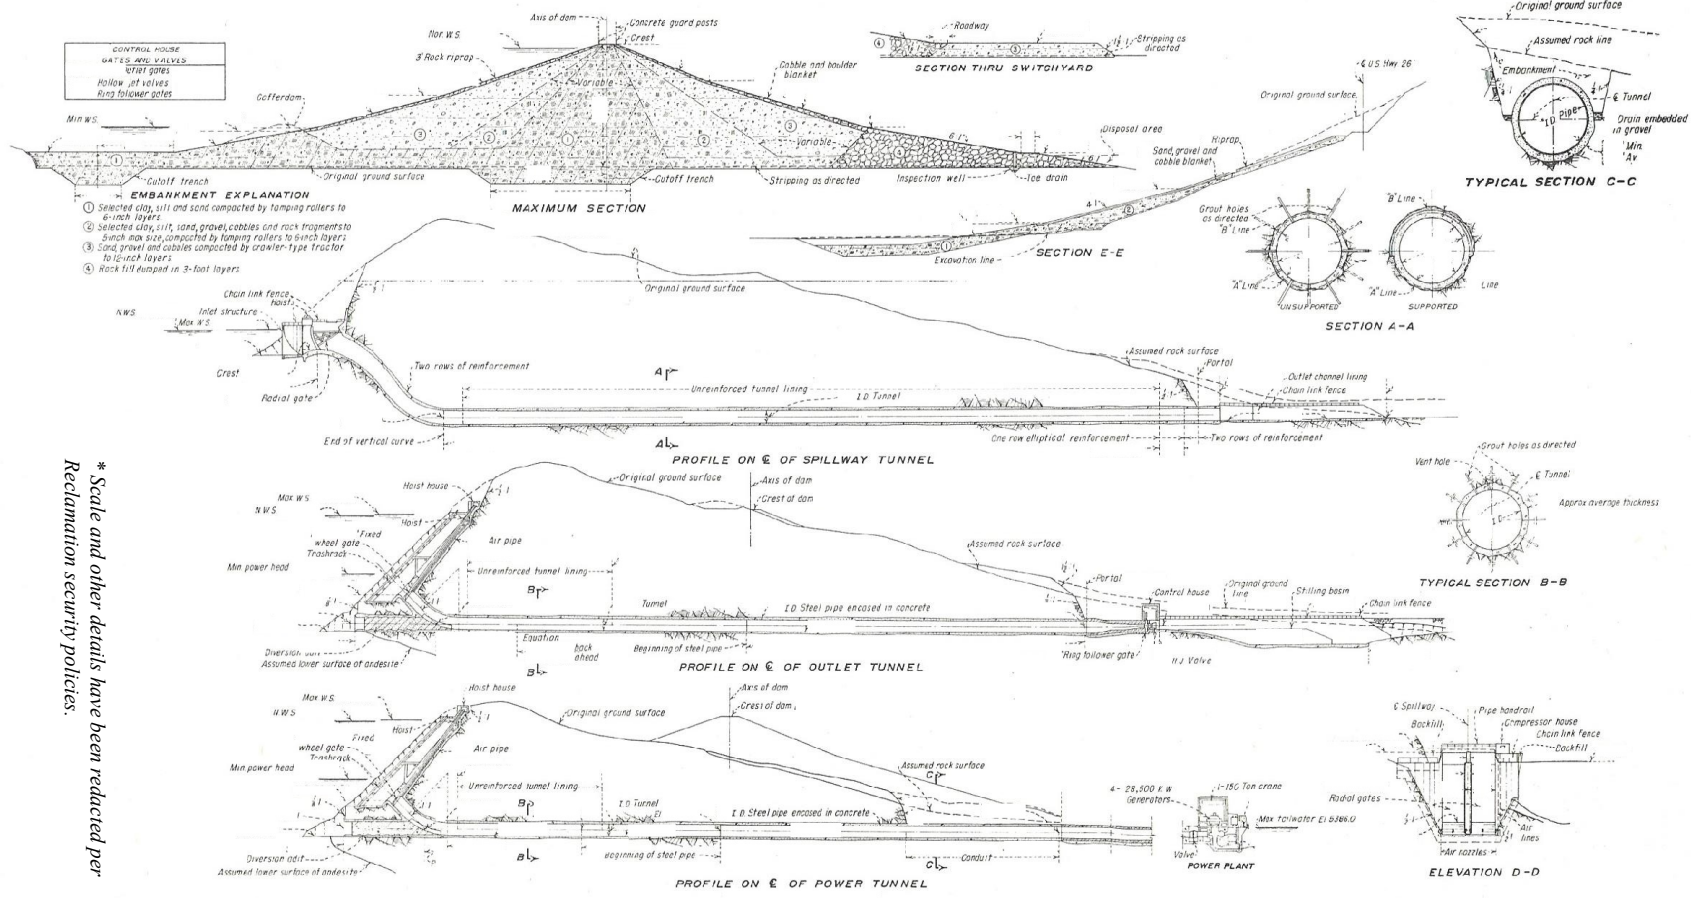 CONTROL HOUSE
GATES AND VALVES
Outlet gates
Hollow jet valves
Ring follower gates
Axis of dam
Concrete guard posts
Crest
Nor. W.S.
3' Rock riprap
Variable
Cobble and boulder
blanket
Cofferdam
Min W.S.
Variable
Disposal area
Cutoff trench
Original ground surface
Cutoff trench
Stripping as directed
Inspection well
Toe drain
MAXIMUM SECTION
EMBANKMENT EXPLANATION
① Selected clay, silt and sand compacted by tamping rollers to
6-inch layers.
② Selected clay, silt, sand, gravel, cobbles and rock fragments to
5-inch max size, compacted by tamping rollers to 6-inch layers
③ Sand, gravel and cobbles compacted by crawler-type tractor
to 12-inch layers
④ Rock fill dumped in 3-foot layers
Roadway
Stripping as
directed
SECTION THRU SWITCHYARD
℄ US Hwy 26
Original ground surface
Riprap
Sand, gravel and
cobble blanket
4:1
Excavation line
SECTION E-E
Original ground surface
Assumed rock line
Embankment
℄ Tunnel
I D Pipe
Drain embedded
in gravel
Min.
Av
TYPICAL SECTION C-C
Grout holes
as directed
"B" Line
"A" Line
UNSUPPORTED
"B" Line
"A" Line
Line
SUPPORTED
SECTION A-A
Chain link fence
hoist
Inlet structure
N.W.S.
Max W.S.
Crest
Radial gate
Original ground surface
Two rows of reinforcement
A
Unreinforced tunnel lining
I.D. Tunnel
Assumed rock surface
Portal
Outlet channel lining
Chain link fence
End of vertical curve
A
One row elliptical reinforcement
Two rows of reinforcement
PROFILE ON ℄ OF SPILLWAY TUNNEL
Hoist house
Original ground surface
Axis of dam
Crest of dam
Max W.S.
N.W.S.
Hoist
Fixed
wheel gate
Trashrack
Air pipe
Min power head
Unreinforced tunnel lining
B
Tunnel
I.D. Steel pipe encased in concrete
Assumed rock surface
Portal
Control house
Original ground
line
Stilling basin
Chain link fence
Equation
back
ahead
Beginning of steel pipe
Ring follower gate
H.J. Valve
Diversion adit
Assumed lower surface of andesite
B
PROFILE ON ℄ OF OUTLET TUNNEL
Grout holes as directed
Vent hole
℄ Tunnel
Approx average thickness
I D
TYPICAL SECTION B-B
Hoist house
Axis of dam
Crest of dam
Max W.S.
N.W.S
Hoist
Original ground surface
Fixed
wheel gate
Trashrack
Air pipe
Min. power head
Unreinforced tunnel lining
B
I.D. Tunnel
El
I.D. Steel pipe encased in concrete
Assumed rock surface
C
4 - 28,500 K.W.
Generators
1-150 Ton crane
Max tailwater El 5386.0
Valve
POWER PLANT
Diversion adit
Assumed lower surface of andesite
B
Beginning of steel pipe
C
Conduit
PROFILE ON ℄ OF POWER TUNNEL
℄ Spillway
Pipe handrail
Backfill
Compressor house
Chain link fence
Backfill
Radial gates
Air
lines
Air nozzles
ELEVATION D-D
* Scale and other details have been redacted per
Reclamation security policies.